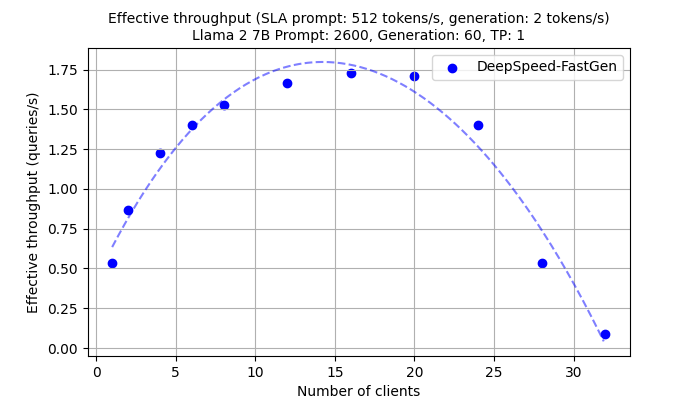 Effective throughput (SLA prompt: 512 tokens/s, generation: 2 tokens/s)
Llama 2 7B Prompt: 2600, Generation: 60, TP: 1
DeepSpeed-FastGen
Effective throughput (queries/s)
1.75
1.50
1.25
1.00
0.75
0.50
0.25
0.00
0 5 10 15 20 25 30
Number of clients